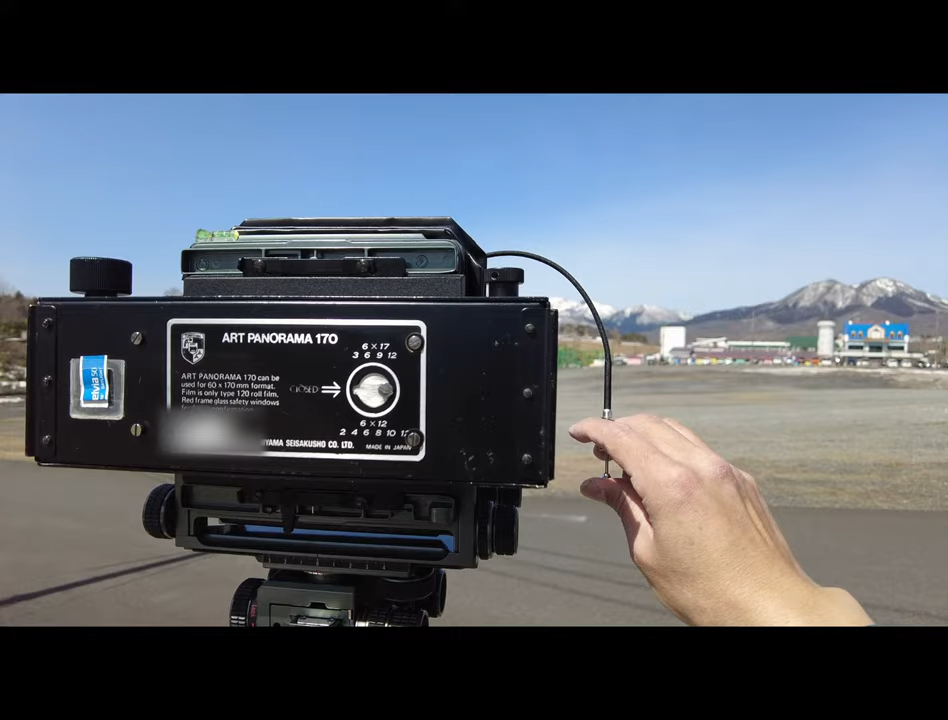 ART PANORAMA 170
6 × 17
3 6 9 12
ART PANORAMA 170 can be
used for 60 x 170 mm format.
Film is only type 120 roll film.
Red frame glass safety windows
CLOSED
elvia 50
6 × 12
2 4 6 8 10 12
YAMA SEISAKUSHO CO. LTD.
MADE IN JAPAN